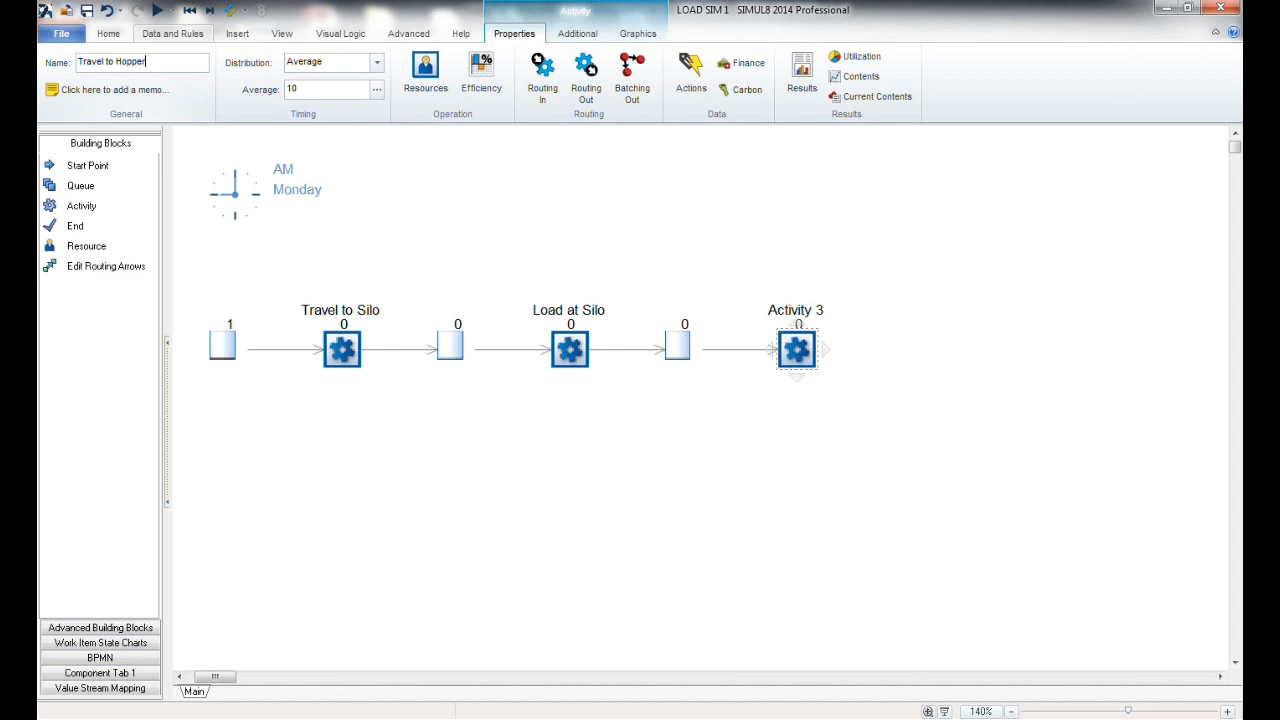 Activity
LOAD SIM 1    SIMUL8 2014 Professional
File Home Data and Rules Insert View Visual Logic Advanced Help Properties Additional Graphics
Name: Travel to Hopper
Click here to add a memo...
General
Distribution: Average
Average: 10
Timing
Resources Efficiency
Operation
Routing In
Routing Out
Batching Out
Routing
Actions
Finance
Carbon
Data
Results
Utilization
Contents
Current Contents
Results
Building Blocks
Start Point
Queue
Activity
End
Resource
Edit Routing Arrows
AM
Monday
Travel to Silo Load at Silo Activity 3
1 0 0 0 0 0
Advanced Building Blocks
Work Item State Charts
BPMN
Component Tab 1
Value Stream Mapping
Main
140%